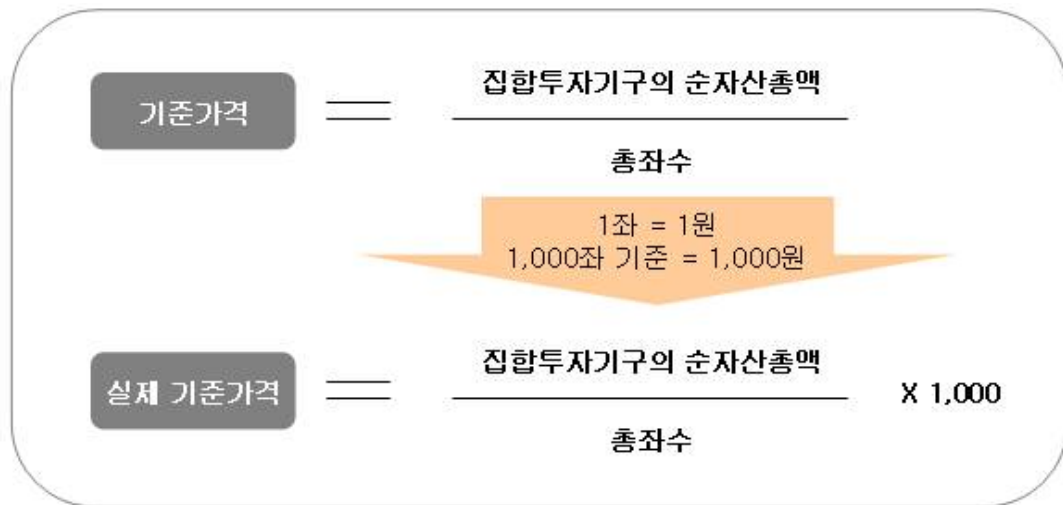 집합투자기구의 순자산총액
기준가격
총좌수
1좌 = 1원
1,000좌 기준 = 1,000원
집합투자기구의 순자산총액
실제 기준가격
X 1,000
총좌수